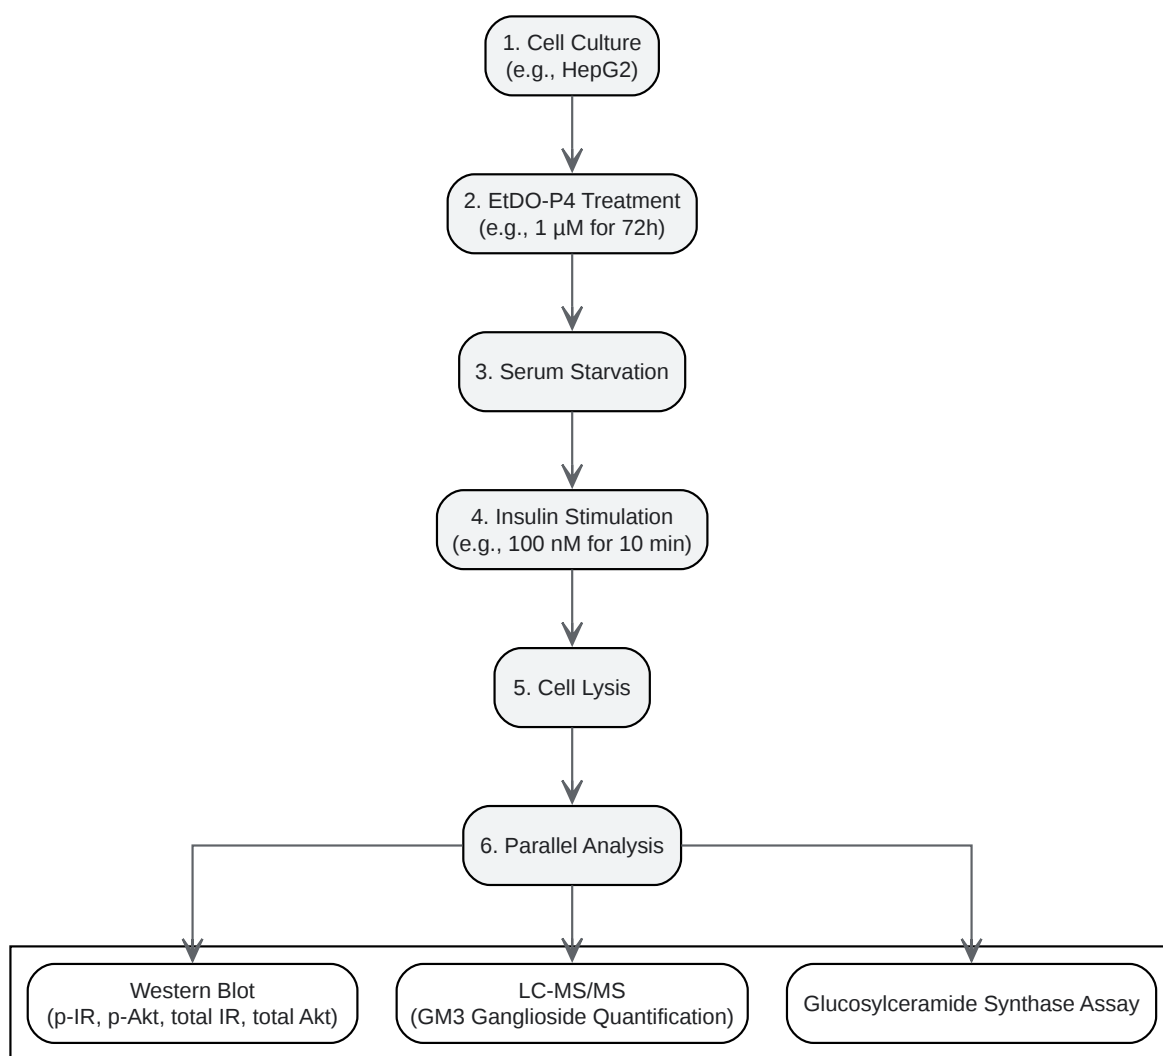 1. Cell Culture
(e.g., HepG2)
2. EtDO-P4 Treatment
(e.g., 1 µM for 72h)
3. Serum Starvation
4. Insulin Stimulation
(e.g., 100 nM for 10 min)
5. Cell Lysis
6. Parallel Analysis
Western Blot
(p-IR, p-Akt, total IR, total Akt)
LC-MS/MS
(GM3 Ganglioside Quantification)
Glucosylceramide Synthase Assay